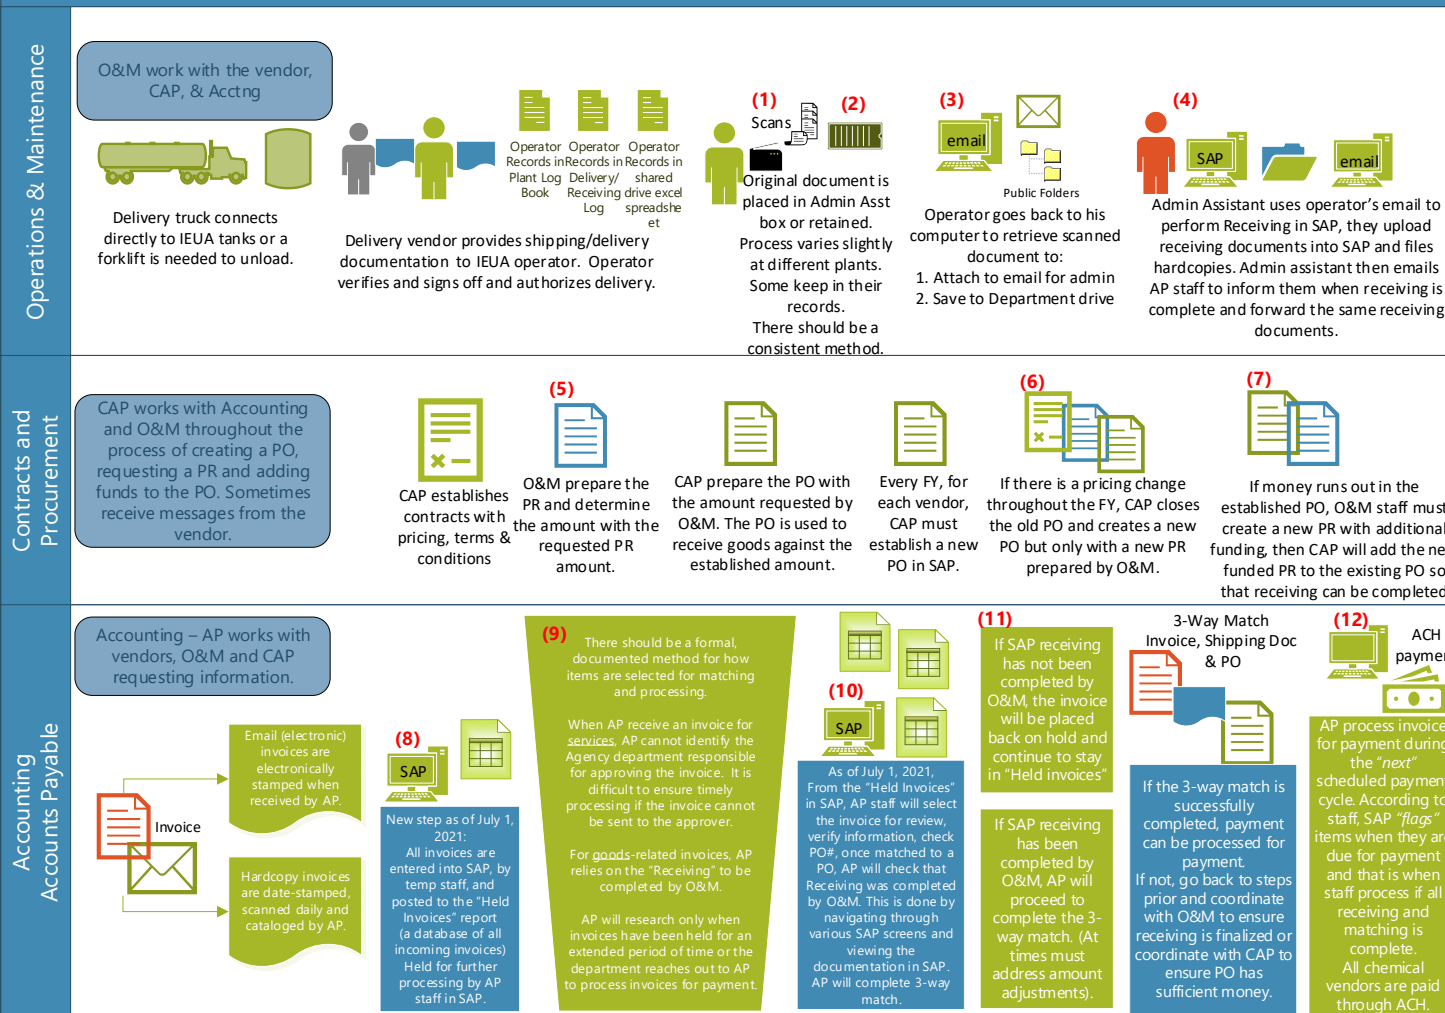 Operations & Maintenance
O&M work with the vendor,
CAP, & Acctng
Delivery truck connects
directly to IEUA tanks or a
forklift is needed to unload.
Operator
Records in
Plant Log
Book
Operator
Records in
Delivery/
Receiving
Log
Operator
Records in
shared
drive excel
spreadshe
et
Delivery vendor provides shipping/delivery
documentation to IEUA operator. Operator
verifies and signs off and authorizes delivery.
(1)
Scans
(2)
Original document is
placed in Admin Asst
box or retained.
Process varies slightly
at different plants.
Some keep in their
records.
There should be a
consistent method.
(3)
email
Public Folders
Operator goes back to his
computer to retrieve scanned
document to:
1. Attach to email for admin
2. Save to Department drive
(4)
SAP
email
Admin Assistant uses operator's email to
perform Receiving in SAP, they upload
receiving documents into SAP and files
hardcopies. Admin assistant then emails
AP staff to inform them when receiving is
complete and forward the same receiving
documents.
Contracts and
Procurement
CAP works with Accounting
and O&M throughout the
process of creating a PO,
requesting a PR and adding
funds to the PO. Sometimes
receive messages from the
vendor.
CAP establishes
contracts with
pricing, terms &
conditions
(5)
O&M prepare the
PR and determine
the amount with the
requested PR
amount.
CAP prepare the PO with
the amount requested by
O&M. The PO is used to
receive goods against the
established amount.
Every FY, for
each vendor,
CAP must
establish a new
PO in SAP.
(6)
If there is a pricing change
throughout the FY, CAP closes
the old PO and creates a new
PO but only with a new PR
prepared by O&M.
(7)
If money runs out in the
established PO, O&M staff must
create a new PR with additional
funding, then CAP will add the ne
funded PR to the existing PO so
that receiving can be completed
Accounting
Accounts Payable
Accounting – AP works with
vendors, O&M and CAP
requesting information.
Invoice
Email (electronic)
invoices are
electronically
stamped when
received by AP.
Hardcopy invoices
are date-stamped,
scanned daily and
cataloged by AP.
(8)
SAP
New step as of July 1,
2021:
All invoices are
entered into SAP, by
temp staff, and
posted to the "Held
Invoices" report
(a database of all
incoming invoices)
Held for further
processing by AP
staff in SAP.
(9)
There should be a formal,
documented method for how
items are selected for matching
and processing.
When AP receive an invoice for
services, AP cannot identify the
Agency department responsible
for approving the invoice. It is
difficult to ensure timely
processing if the invoice cannot
be sent to the approver.
For goods-related invoices, AP
relies on the "Receiving" to be
completed by O&M.
AP will research only when
invoices have been held for an
extended period of time or the
department reaches out to AP
to process invoices for payment.
(10)
SAP
As of July 1, 2021,
From the "Held Invoices"
in SAP, AP staff will select
the invoice for review,
verify information, check
PO#, once matched to a
PO, AP will check that
Receiving was completed
by O&M. This is done by
navigating through
various SAP screens and
viewing the
documentation in SAP.
AP will complete 3-way
match.
(11)
If SAP receiving
has not been
completed by
O&M, the invoice
will be placed
back on hold and
continue to stay
in "Held invoices"
If SAP receiving
has been
completed by
O&M, AP will
proceed to
complete the 3-
way match. (At
times must
address amount
adjustments).
3-Way Match
Invoice, Shipping Doc
& PO
If the 3-way match is
successfully
completed, payment
can be processed for
payment.
If not, go back to steps
prior and coordinate
with O&M to ensure
receiving is finalized or
coordinate with CAP to
ensure PO has
sufficient money.
(12)
ACH
paymen
AP process invoice
for payment during
the "next"
scheduled payment
cycle. According to
staff, SAP "flags"
items when they are
due for payment
and that is when
staff process if all
receiving and
matching is
complete.
All chemical
vendors are paid
through ACH.